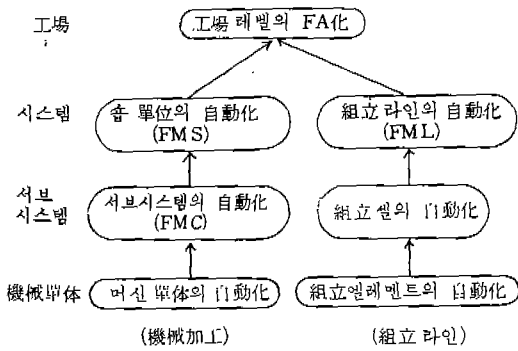 工場
工場 레벨의 FA化
시스템
숍 單位의 自動化
(FMS)
組立 라인의 自動化
(FML)
서브
시스템
서브시스템의 自動化
(FMC)
組立 셀의 自動化
機械單体
머신 單体의 自動化
組立엘레멘트의 自動化
(機械加工)
(組立 라인)